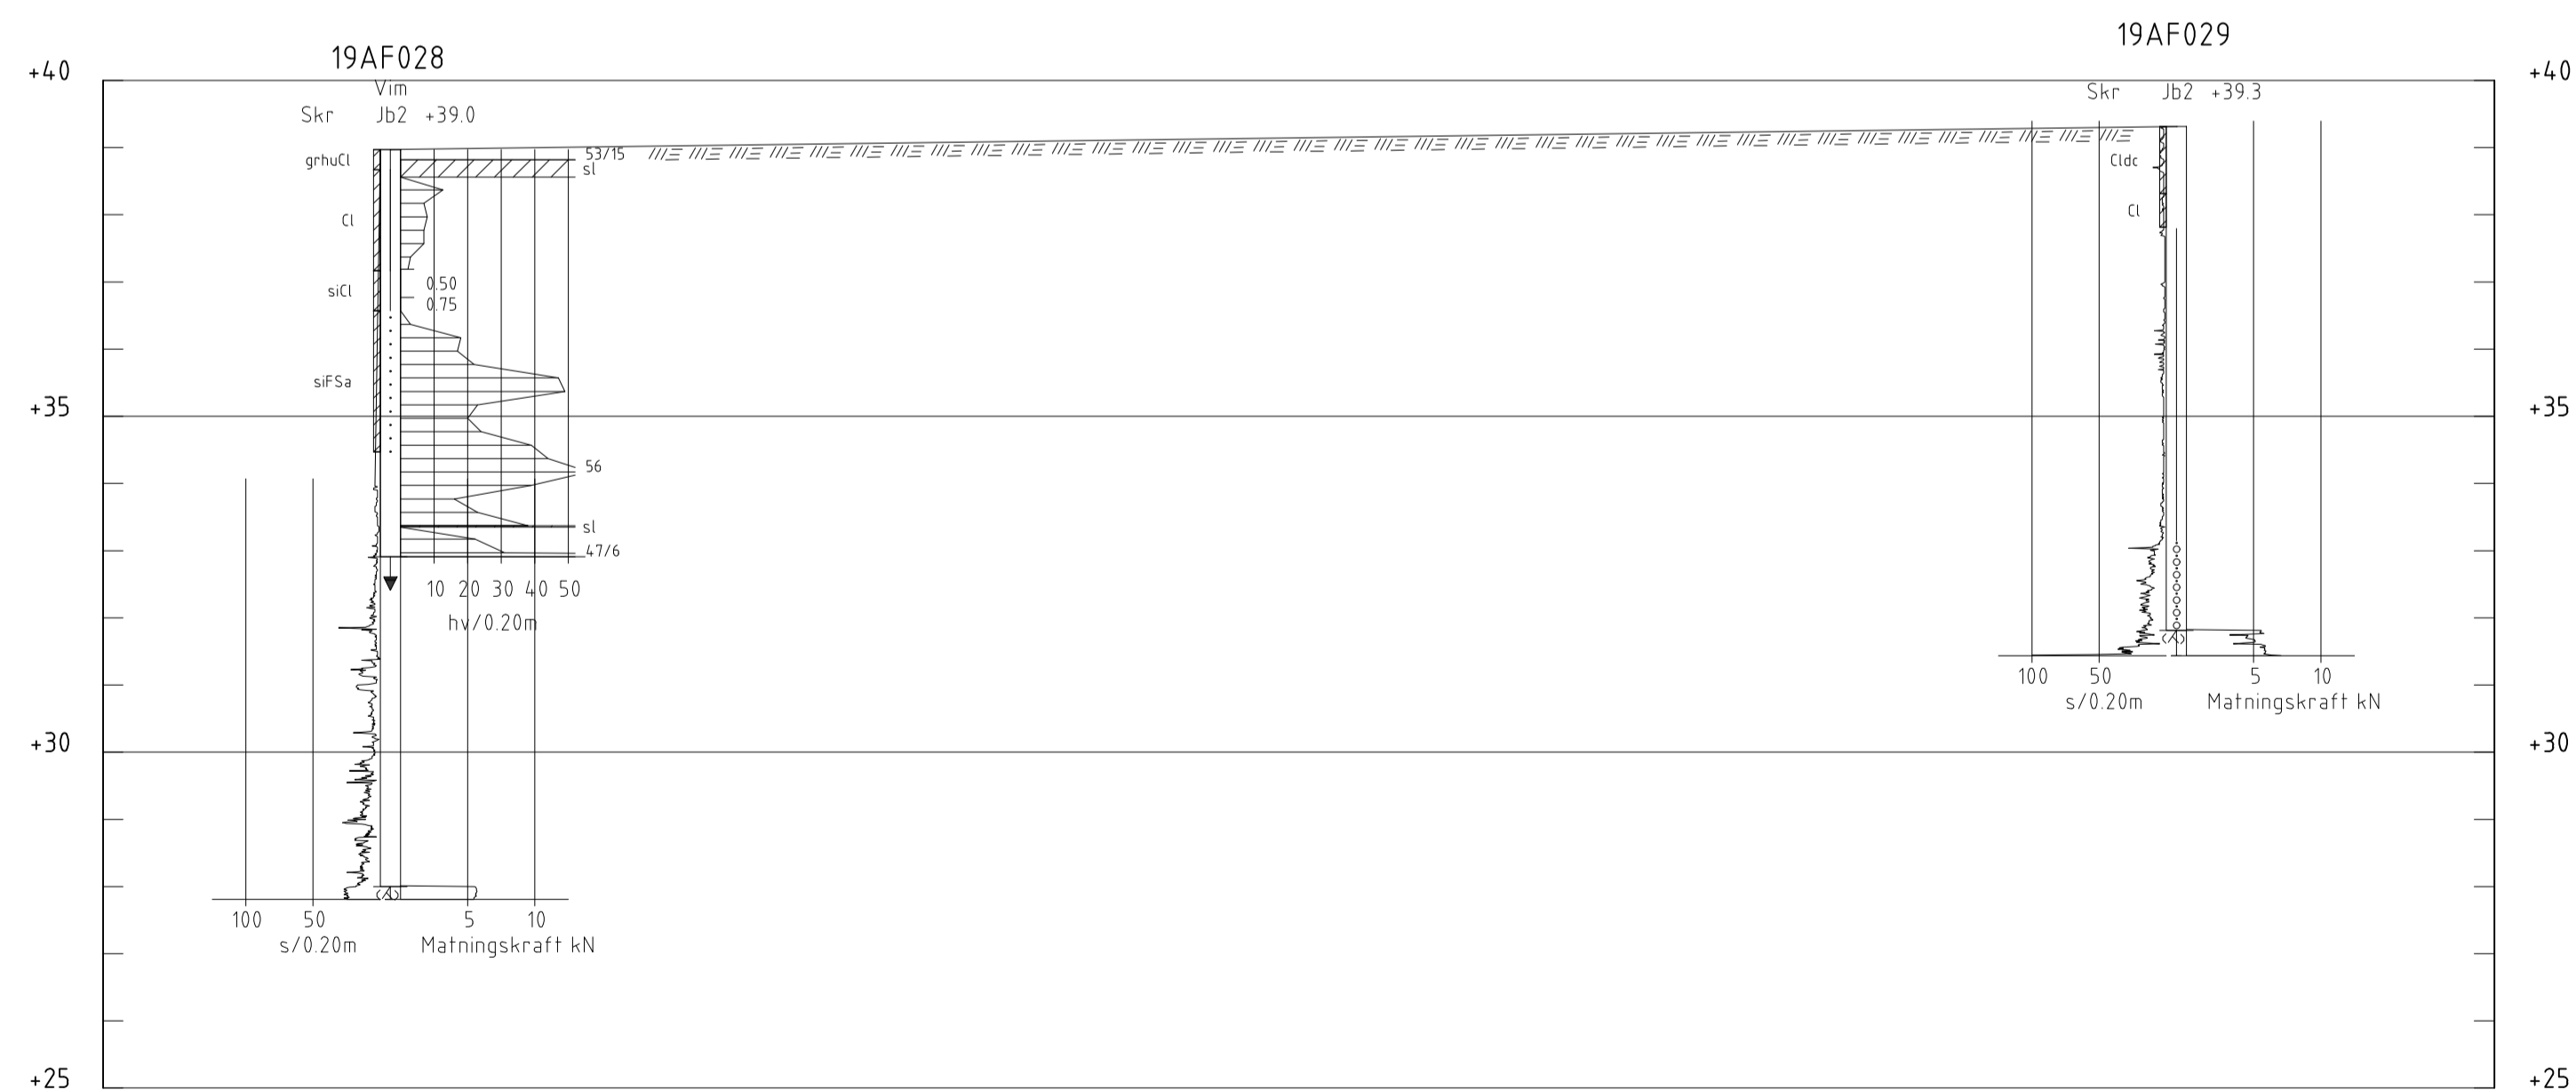 19AF028
19AF029
+40
+40
Vim
Skr Jb2 +39.0
Skr Jb2 +39.3
grhuCl
53/15
sl
Cldc
Cl
Cl
siCl
0.50
0.75
siFSa
+35
+35
56
sl
47/6
10 20 30 40 50
hv/0.20m
100 50 5 10
s/0.20m Matningskraft kN
+30
+30
100 50 5 10
s/0.20m Matningskraft kN
+25
+25